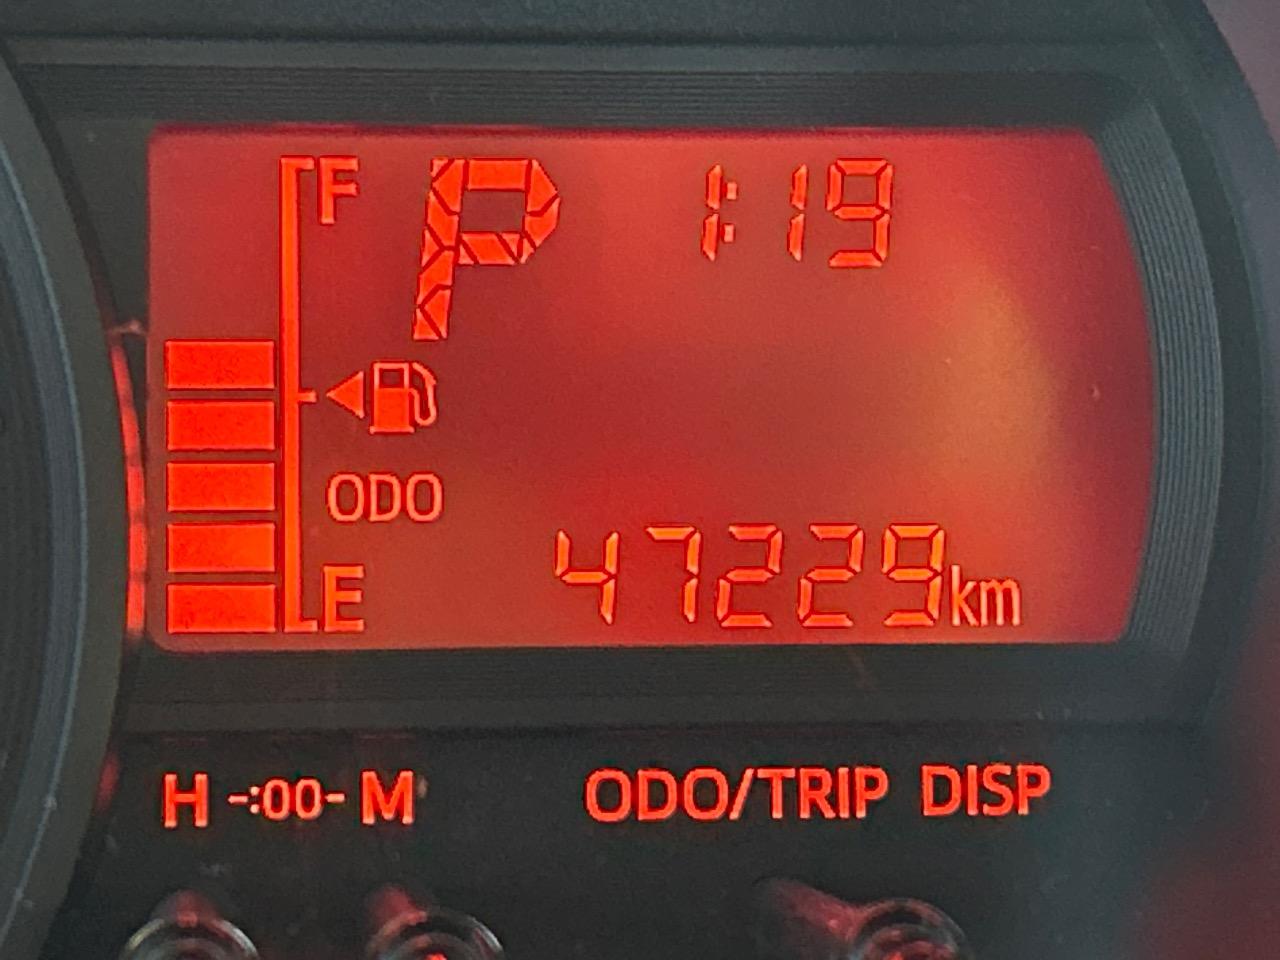 F P 1:19
ODO
E 47229km
H -:00- M ODO/TRIP DISP